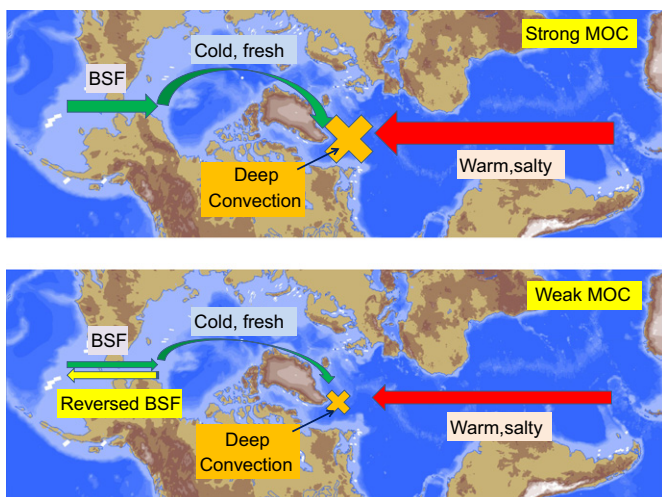 Strong MOC
Cold, fresh
BSF
Warm,salty
Deep
Convection
Weak MOC
Cold, fresh
BSF
Reversed BSF
Warm,salty
Deep
Convection